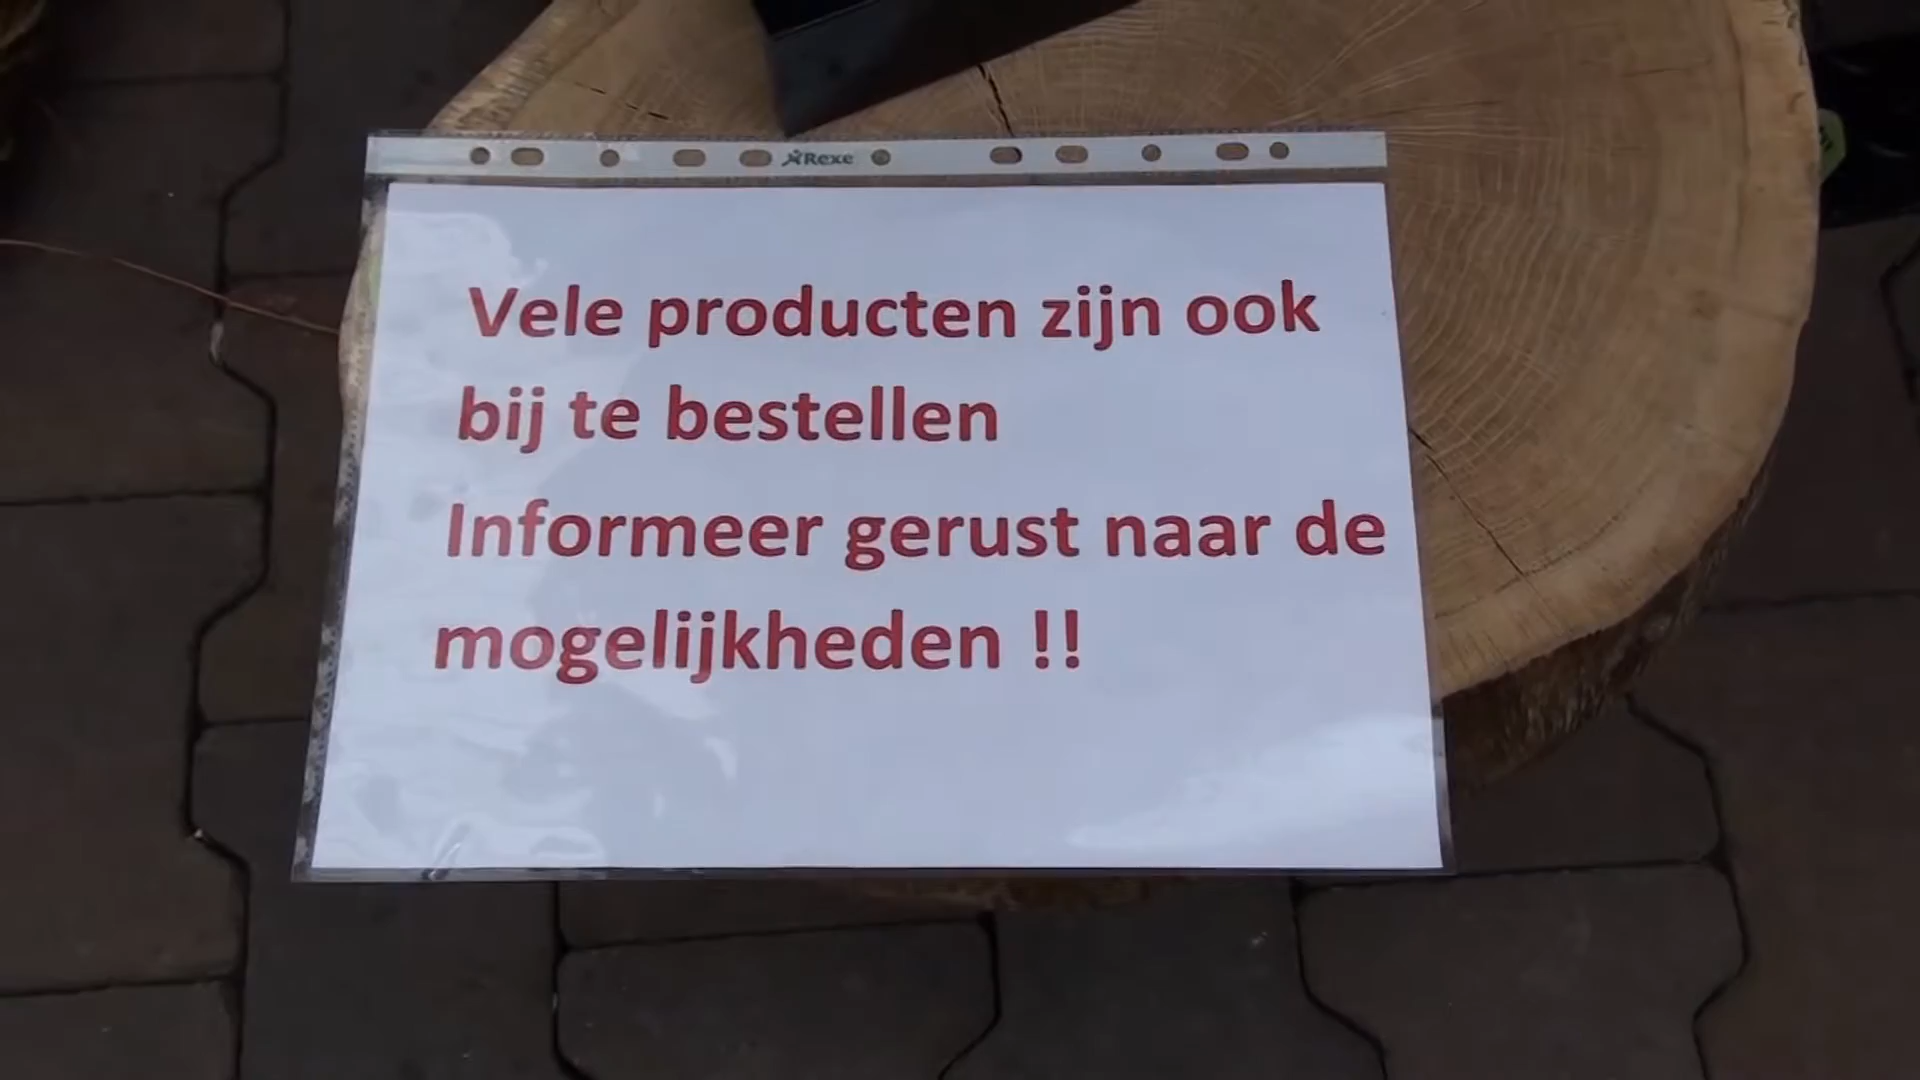 Rexe
Vele producten zijn ook
bij te bestellen
Informeer gerust naar de
mogelijkheden !!